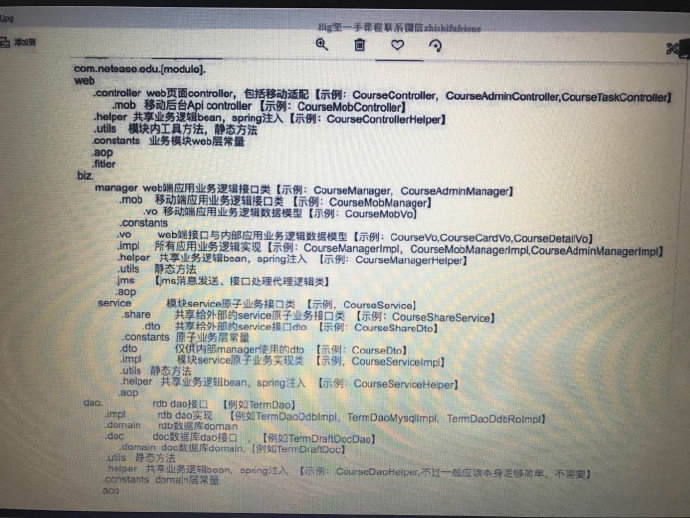 .jpg
Big坚一手课程联系微信zhishifufeione
添加到
com.netease.edu.[modulo].
web
.controller web页面controller，包括移动适配【示例：CourseController，CourseAdminController,CourseTaskController】
.mob 移动后台Api controller【示例：CourseMobController】
.helper 共享业务逻辑bean，spring注入【示例：CourseControllerHelper】
.utils 模块内工具方法，静态方法
.constants 业务模块web层常量
.aop
.fitler
biz.
manager web端应用业务逻辑接口类【示例：CourseManager，CourseAdminManager】
.mob 移动端应用业务逻辑接口类【示例：CourseMobManager】
.vo 移动端应用业务逻辑数据模型【示例：CourseMobVo】
.constants
.vo web端接口与内部应用业务逻辑数据模型【示例：CourseVo,CourseCardVo,CourseDetailVo】
.impl 所有应用业务逻辑实现【示例：CourseManagerImpl，CourseMobManagerImpl,CourseAdminManagerImpl】
.helper 共享业务逻辑bean，spring注入 【示例：CourseManagerHelper】
.utils 静态方法
.jms 【jms消息发送、接口处理代理逻辑类】
.aop
service 模块service原子业务接口类 【示例，CourseService】
.share 共享给外部的service原子业务接口类【示例：CourseShareService】
.dto 共享给外部的service接口dto 【示例：CourseShareDto】
.constants 原子业务层常量
.dto 仅供内部manager使用的dto 【示例：CourseDto】
.impl 模块service原子业务实现类 【示例，CourseServiceImpl】
.utils 静态方法
.helper 共享业务逻辑bean，spring注入 【示例：CourseServiceHelper】
.aop
dao. rdb dao接口 【例如TermDao】
.impl rdb dao实现 【例如TermDaoDdbImpl，TermDaoMysqlImpl，TermDaoDdbRoImpl】
.domain rdb数据库domain
.doc doc数据库dao接口 ，【例如TermDraftDocDao】
.domain doc数据库domain,【例如TermDraftDoc】
.utils 静态方法
.helper 共享业务逻辑bean，spring注入 【示例：CourseDaoHelper,不过一般应该本身足够简单，不需要】
.constants domain层常量
.aop